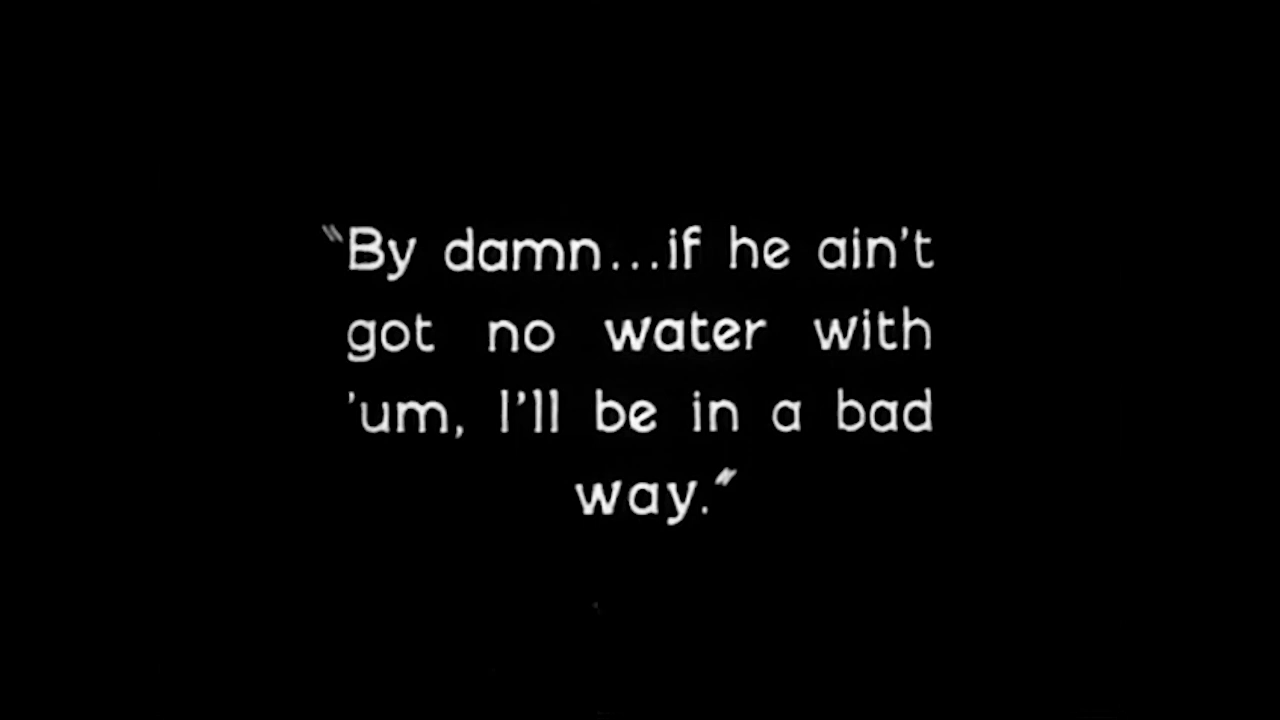 "By damn...if he ain't
got no water with
'um, I'll be in a bad
way."